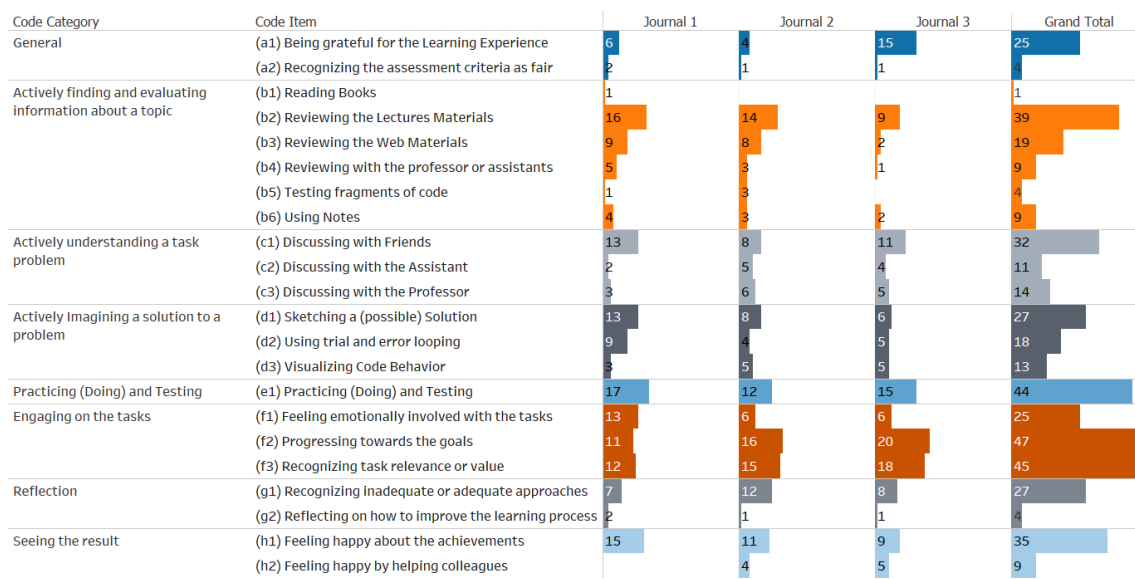 Code Category Code Item Journal 1 Journal 2 Journal 3 Grand Total
General (a1) Being grateful for the Learning Experience 6 4 15 25
(a2) Recognizing the assessment criteria as fair 2 1 1 4
Actively finding and evaluating (b1) Reading Books 1 1
information about a topic (b2) Reviewing the Lectures Materials 16 14 9 39
(b3) Reviewing the Web Materials 9 8 2 19
(b4) Reviewing with the professor or assistants 5 3 1 9
(b5) Testing fragments of code 1 3 4
(b6) Using Notes 4 3 2 9
Actively understanding a task (c1) Discussing with Friends 13 8 11 32
problem (c2) Discussing with the Assistant 2 5 4 11
(c3) Discussing with the Professor 3 6 5 14
Actively Imagining a solution to a (d1) Sketching a (possible) Solution 13 8 6 27
problem (d2) Using trial and error looping 9 4 5 18
(d3) Visualizing Code Behavior 3 5 5 13
Practicing (Doing) and Testing (e1) Practicing (Doing) and Testing 17 12 15 44
Engaging on the tasks (f1) Feeling emotionally involved with the tasks 13 6 6 25
(f2) Progressing towards the goals 11 16 20 47
(f3) Recognizing task relevance or value 12 15 18 45
Reflection (g1) Recognizing inadequate or adequate approaches 7 12 8 27
(g2) Reflecting on how to improve the learning process 2 1 1 4
Seeing the result (h1) Feeling happy about the achievements 15 11 9 35
(h2) Feeling happy by helping colleagues 4 5 9